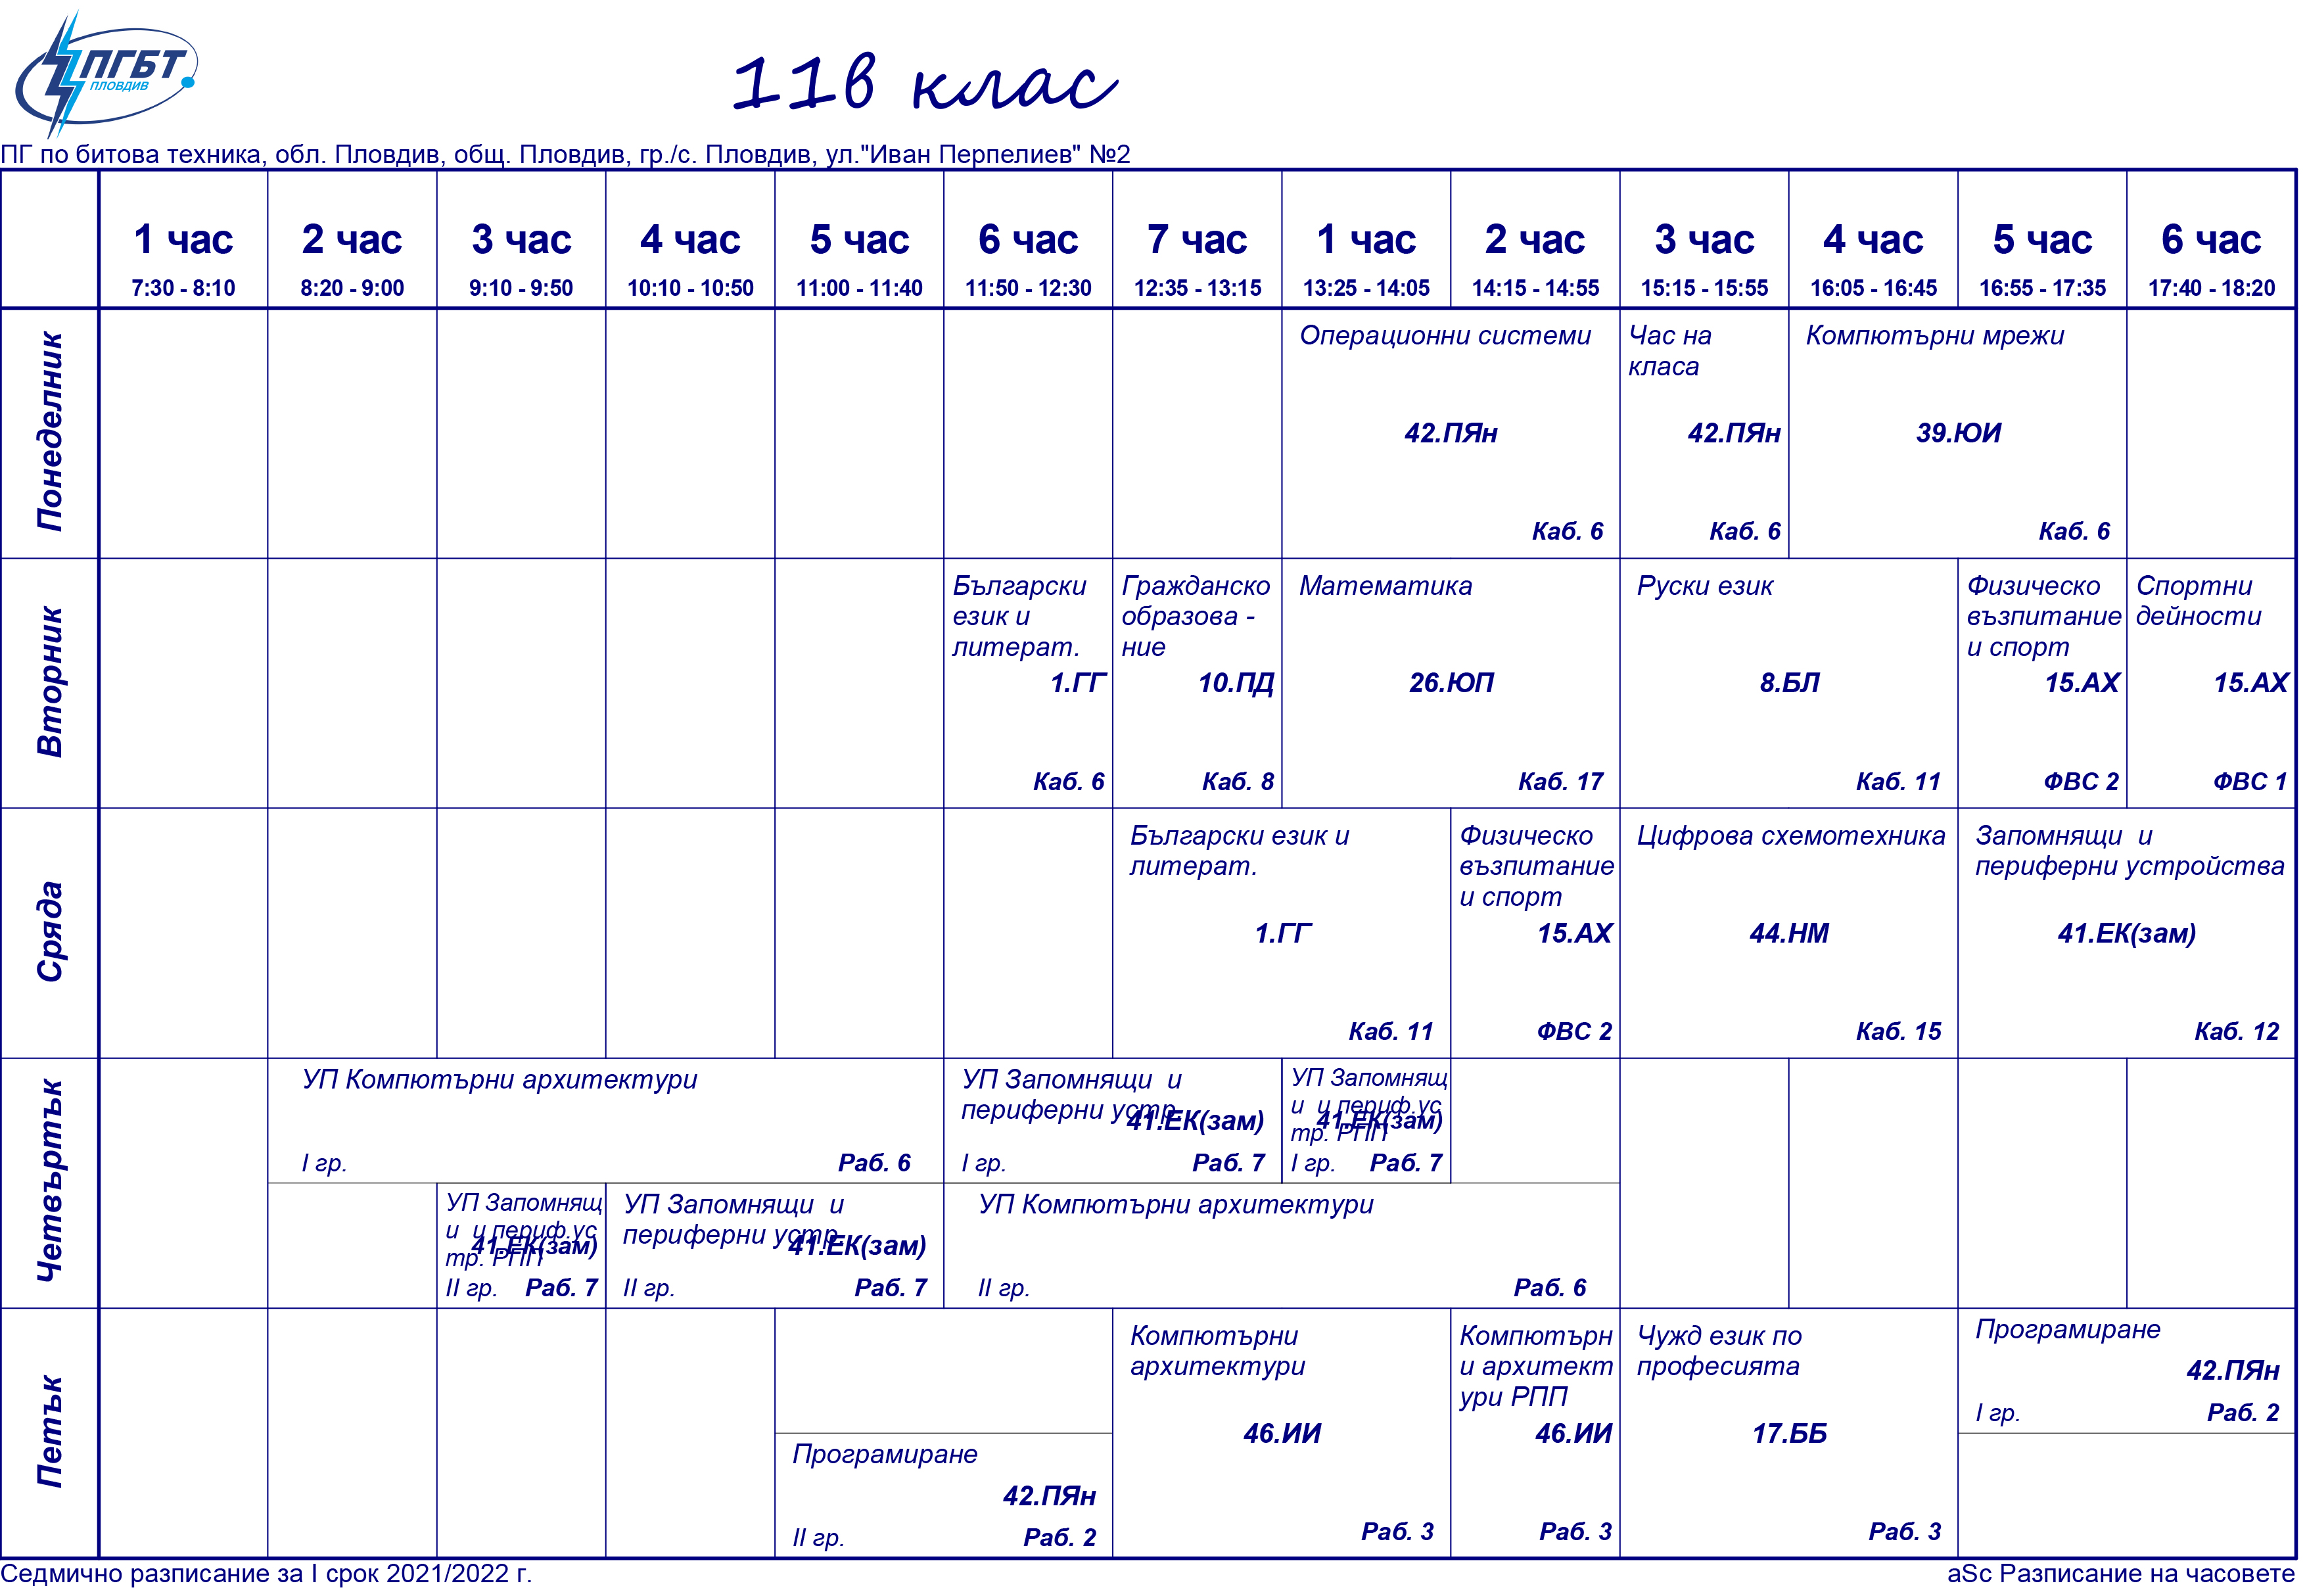 ПГБТ
ПЛОВДИВ
11в клас
ПГ по битова техника, обл. Пловдив, общ. Пловдив, гр./с. Пловдив, ул."Иван Перпелиев" №2
1 час 2 час 3 час 4 час 5 час 6 час 7 час 1 час 2 час 3 час 4 час 5 час 6 час
7:30 - 8:10 8:20 - 9:00 9:10 - 9:50 10:10 - 10:50 11:00 - 11:40 11:50 - 12:30 12:35 - 13:15 13:25 - 14:05 14:15 - 14:55 15:15 - 15:55 16:05 - 16:45 16:55 - 17:35 17:40 - 18:20
Понеделник
Операционни системи
42.ПЯн
Каб. 6
Час на
класа
42.ПЯн
Каб. 6
Компютърни мрежи
39.ЮИ
Каб. 6
Вторник
Български
език и
литерат.
1.ГГ
Каб. 6
Гражданско
образова -
ние
10.ПД
Каб. 8
Математика
26.ЮП
Каб. 17
Руски език
8.БЛ
Каб. 11
Физическо
възпитание
и спорт
15.АХ
ФВС 2
Спортни
дейности
15.АХ
ФВС 1
Сряда
Български език и
литерат.
1.ГГ
Каб. 11
Физическо
възпитание
и спорт
15.АХ
ФВС 2
Цифрова схемотехника
44.НМ
Каб. 15
Запомнящи  и
периферни устройства
41.ЕК(зам)
Каб. 12
Четвъртък
УП Компютърни архитектури
I гр. Раб. 6
УП Запомнящи  и
периферни устр.
41.ЕК(зам)
I гр. Раб. 7
УП Запомнящ
и  и периф.ус
41.ЕК(зам)
тр. РПП
I гр. Раб. 7
УП Запомнящ
и  и периф.ус
41.ЕК(зам)
тр. РПП
II гр. Раб. 7
УП Запомнящи  и
периферни устр.
41.ЕК(зам)
II гр. Раб. 7
УП Компютърни архитектури
II гр. Раб. 6
Петък
Програмиране
42.ПЯн
II гр. Раб. 2
Компютърни
архитектури
46.ИИ
Раб. 3
Компютърн
и архитект
ури РПП
46.ИИ
Раб. 3
Чужд език по
професията
17.ББ
Раб. 3
Програмиране
42.ПЯн
I гр. Раб. 2
Седмично разписание за I срок 2021/2022 г.
aSc Разписание на часовете